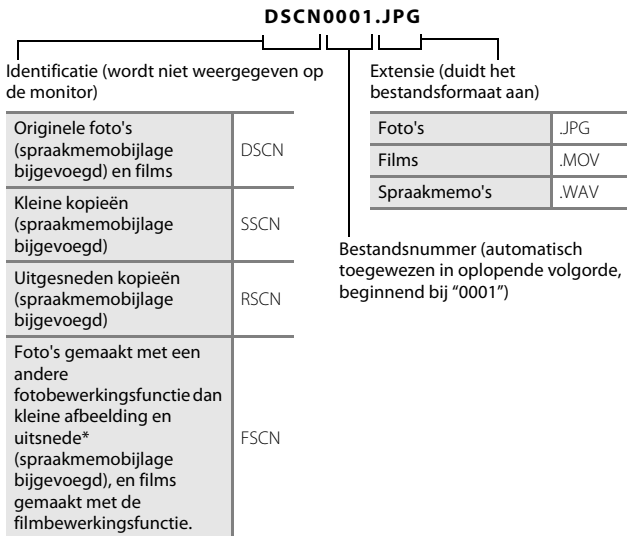 DSCN0001.JPG
Identificatie (wordt niet weergegeven op
de monitor)
Originele foto's
(spraakmemobijlage
bijgevoegd) en films
DSCN
Kleine kopieën
(spraakmemobijlage
bijgevoegd)
SSCN
Uitgesneden kopieën
(spraakmemobijlage
bijgevoegd)
RSCN
Foto's gemaakt met een
andere
fotobewerkingsfunctie dan
kleine afbeelding en
uitsnede*
(spraakmemobijlage
bijgevoegd), en films
gemaakt met de
filmbewerkingsfunctie.
FSCN
Extensie (duidt het
bestandsformaat aan)
Foto's .JPG
Films .MOV
Spraakmemo's .WAV
Bestandsnummer (automatisch
toegewezen in oplopende volgorde,
beginnend bij “0001”)